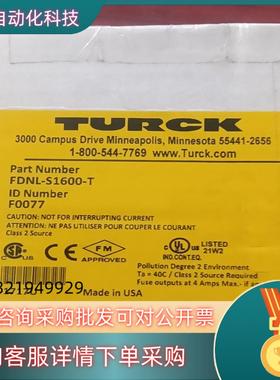 自动化科技
TURCK
3000 Campus Drive Minneapolis, Minnesota 55441-2656
1-800-544-7769 WWW.TURCK.COM
Part Number
FDNL-S1600-T
ID Number
F0077
CAUTION: NOT FOR INTERRUPTING CURRENT
ATTENTION: NE PAS UTILISER POUR COUPER LE COURANT
Class 2 Source
FM
APPROVED
LISTED
21W2
IND.CONT.EQ.
Pollution Degree 2 Environment
Ta = 40C / Class 2 Source
Fuse outputs at 4 Amps Max.
821949929
Made in USA
咨询采购批发可对公开票
询客服详情下单采购